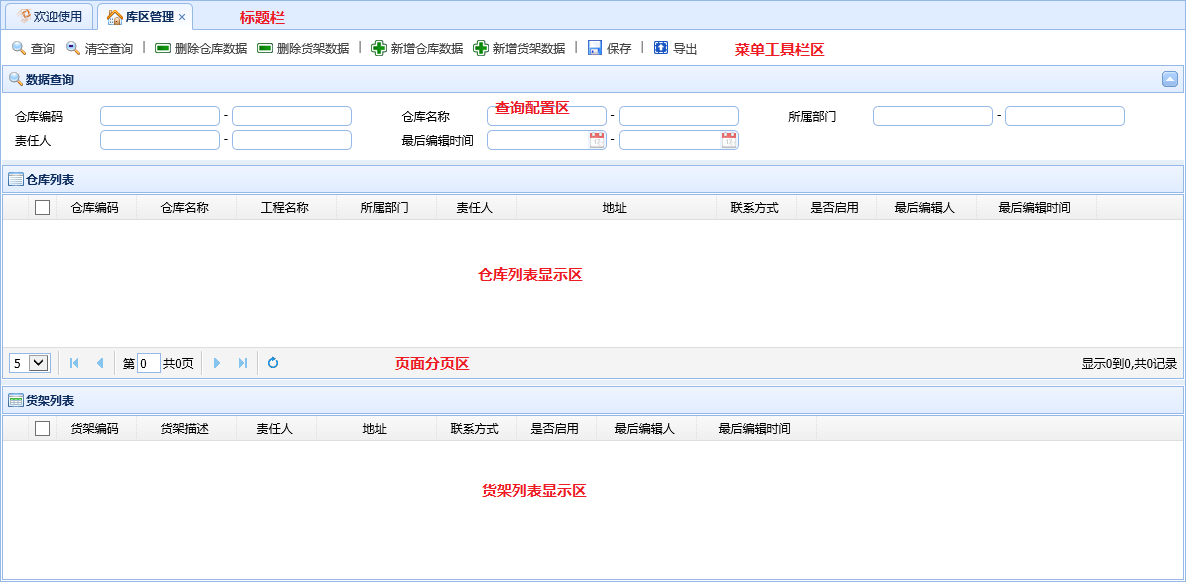 欢迎使用 库区管理 × 标题栏
查询 清空查询 | 删除仓库数据 删除货架数据 | 新增仓库数据 新增货架数据 | 保存 | 导出 菜单工具栏区
数据查询
仓库编码 - 仓库名称 查询配置区 - 所属部门 -
责任人 - 最后编辑时间 -
仓库列表
仓库编码 仓库名称 工程名称 所属部门 责任人 地址 联系方式 是否启用 最后编辑人 最后编辑时间
仓库列表显示区
5 第 0 共0页 页面分页区 显示0到0,共0记录
货架列表
货架编码 货架描述 责任人 地址 联系方式 是否启用 最后编辑人 最后编辑时间
货架列表显示区